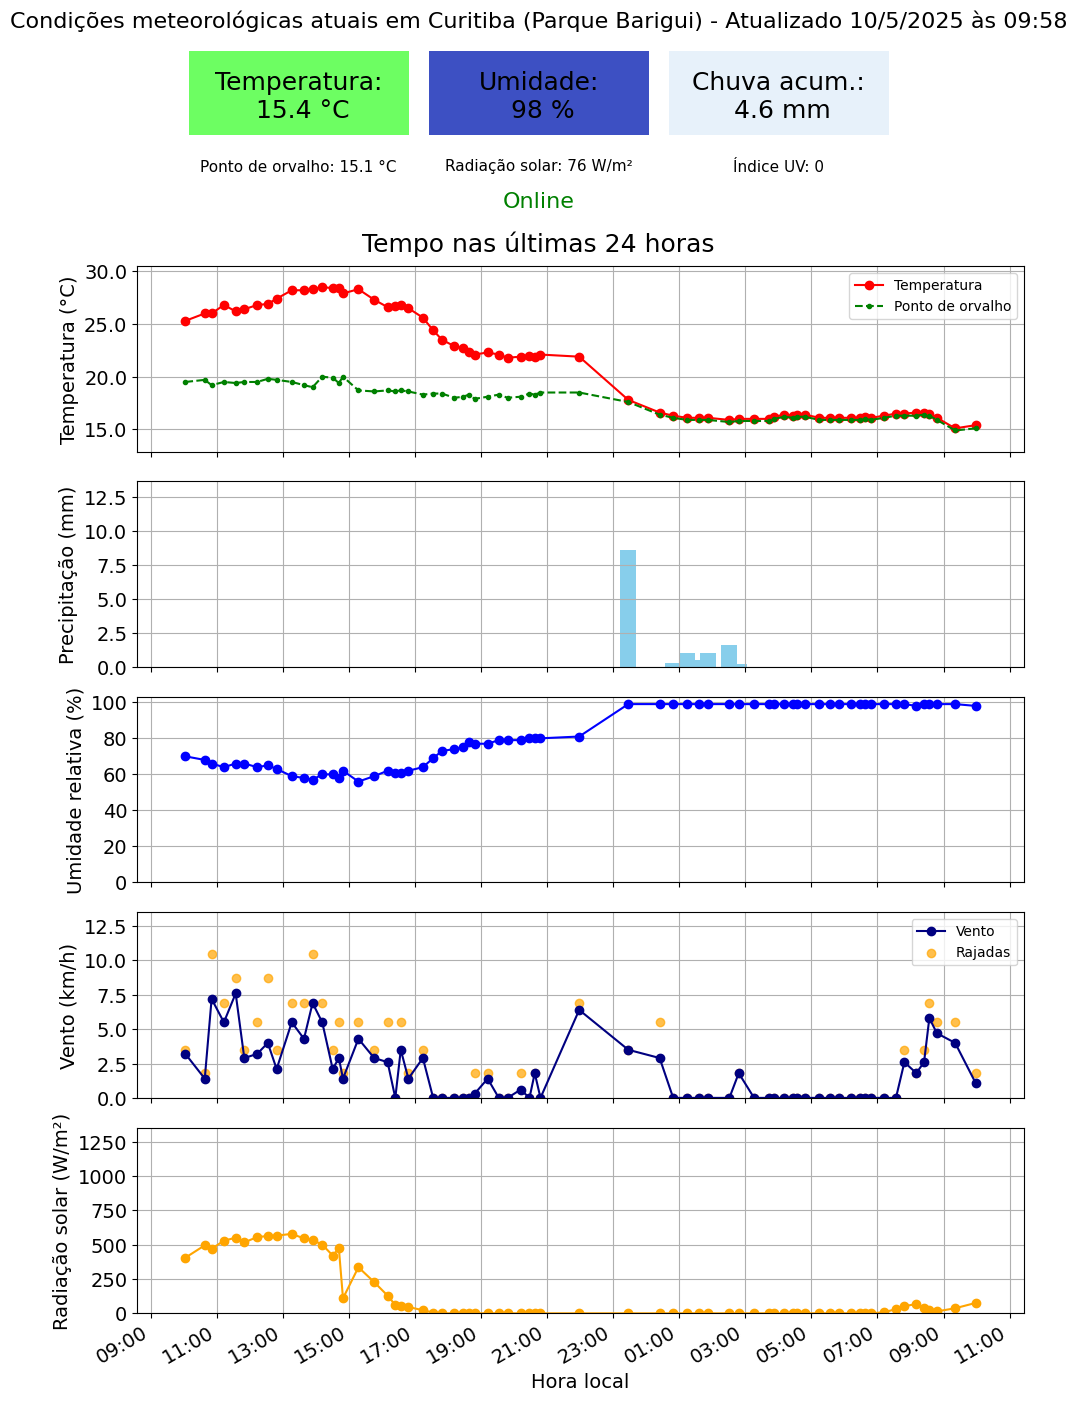 Condições meteorológicas atuais em Curitiba (Parque Barigui) - Atualizado 10/5/2025 às 09:58
Temperatura:
15.4 °C
Umidade:
98 %
Chuva acum.:
4.6 mm
Ponto de orvalho: 15.1 °C
Radiação solar: 76 W/m²
Índice UV: 0
Online
Tempo nas últimas 24 horas
Temperatura (°C)
30.0
25.0
20.0
15.0
Temperatura
Ponto de orvalho
Precipitação (mm)
12.5
10.0
7.5
5.0
2.5
0.0
Umidade relativa (%)
100
80
60
40
20
0
Vento (km/h)
12.5
10.0
7.5
5.0
2.5
0.0
Vento
Rajadas
Radiação solar (W/m²)
1250
1000
750
500
250
0
09:00
11:00
13:00
15:00
17:00
19:00
21:00
23:00
01:00
03:00
05:00
07:00
09:00
11:00
Hora local